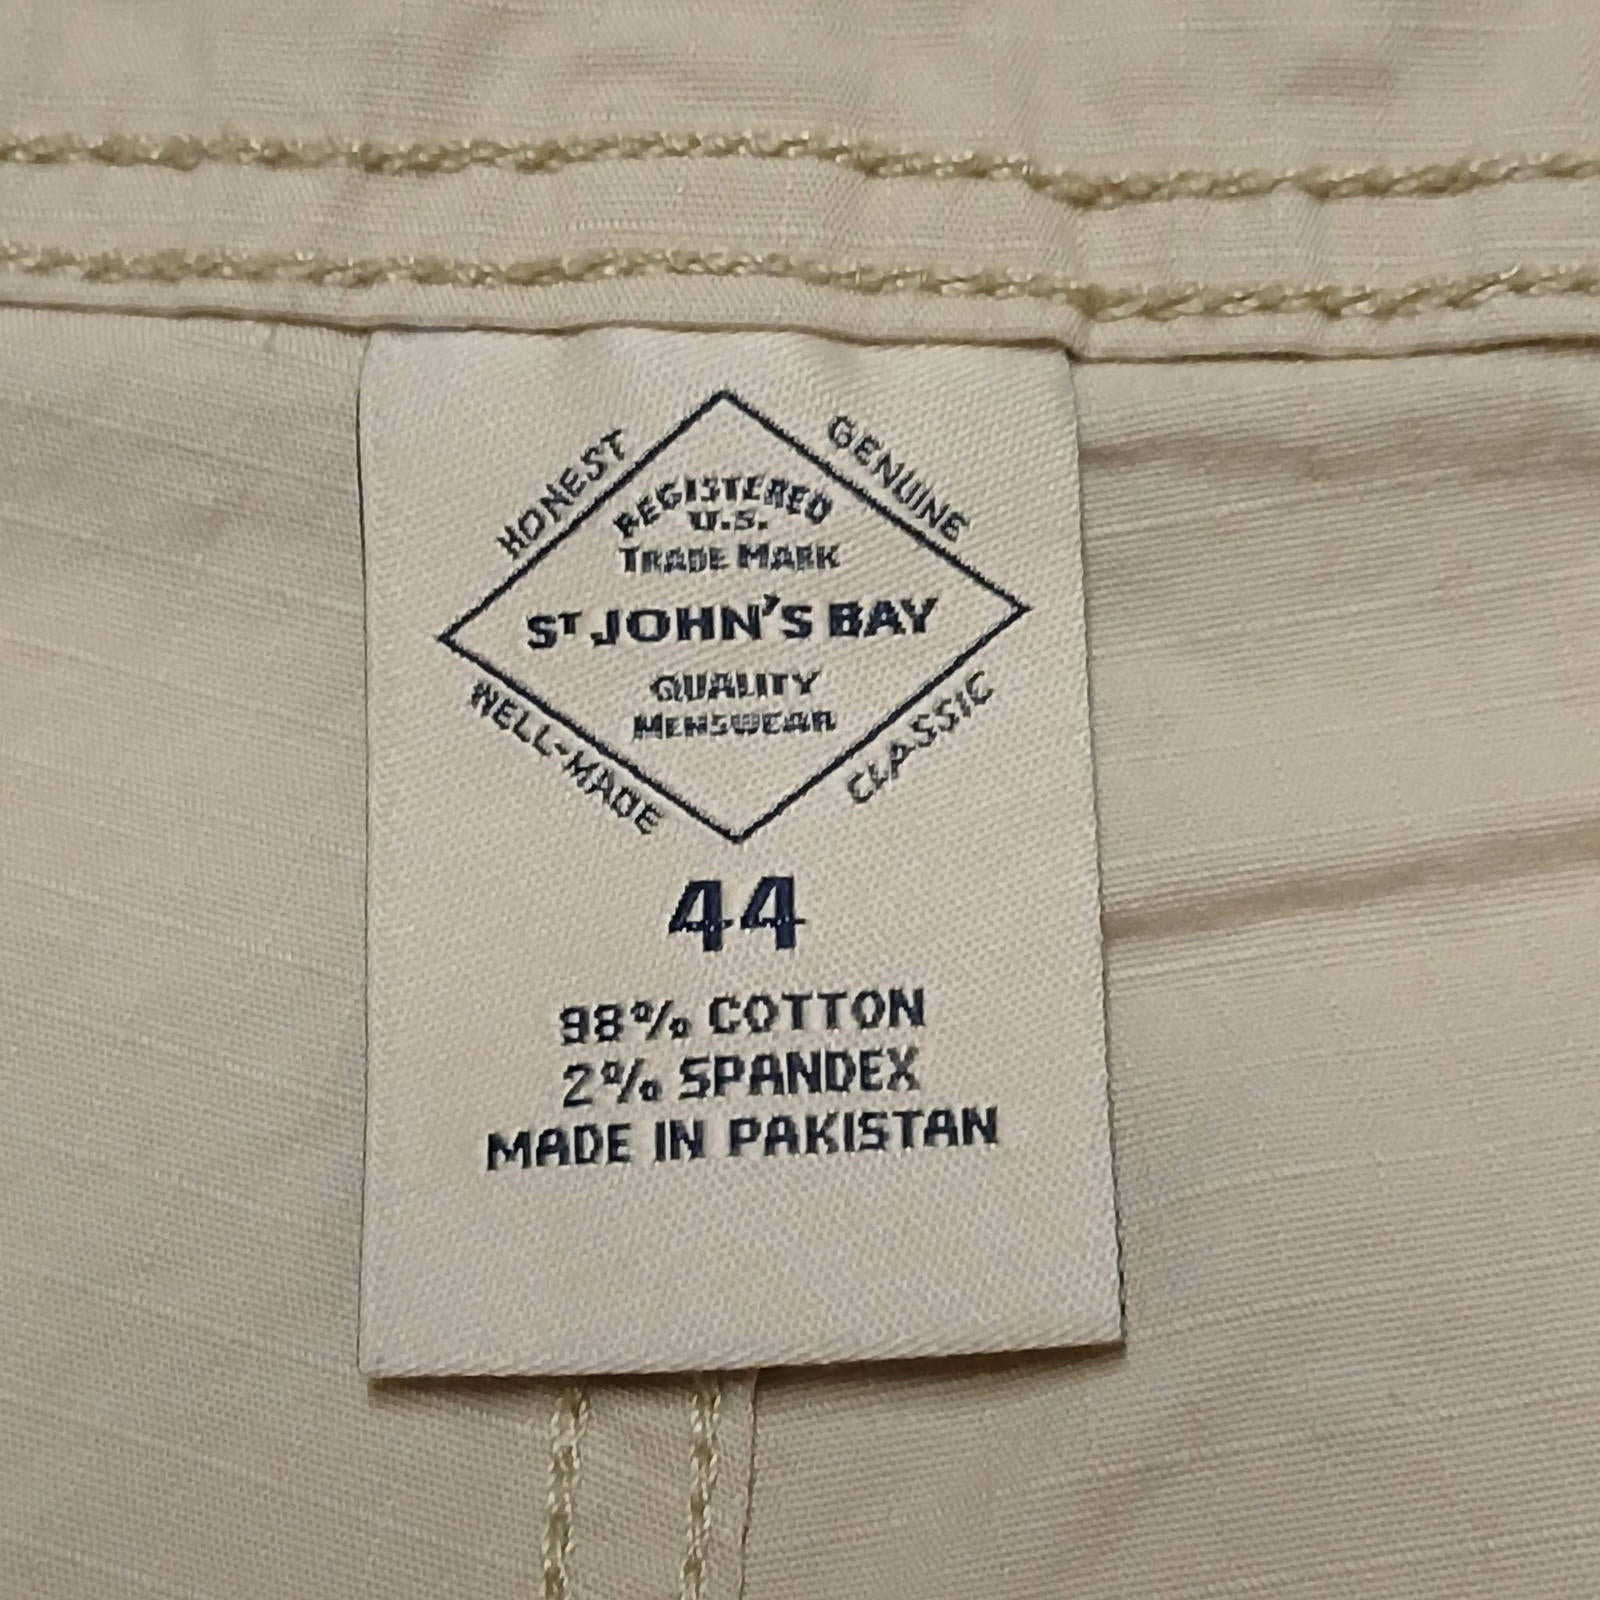 HONEST
GENUINE
REGISTERED
U.S.
TRADE MARK
ST JOHN'S BAY
QUALITY
MENSWEAR
WELL-MADE
CLASSIC
44
98% COTTON
2% SPANDEX
MADE IN PAKISTAN